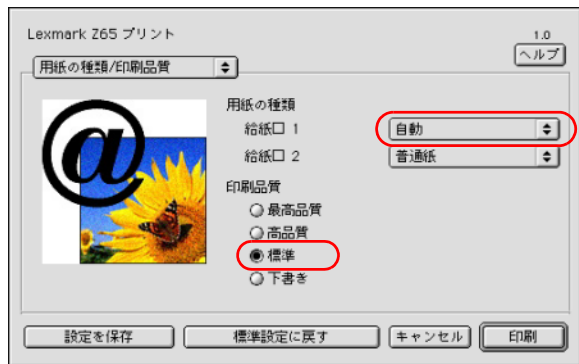 Lexmark Z65 プリント
1.0
ヘルプ
用紙の種類/印刷品質
@
用紙の種類
給紙口 1
自動
給紙口 2
普通紙
印刷品質
最高品質
高品質
標準
下書き
設定を保存
標準設定に戻す
キャンセル
印刷